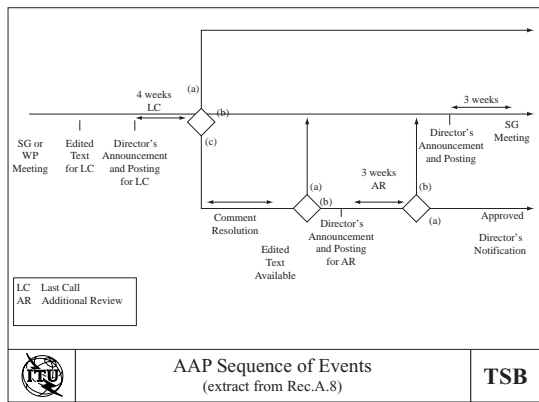 (a)
4 weeks
LC
(b)
3 weeks
(c)
SG or
WP
Meeting
Edited
Text
for LC
Director's
Announcement
and Posting
for LC
Director's
Announcement
and Posting
SG
Meeting
3 weeks
AR
(a)
(b)
(b)
(a)
Comment
Resolution
Edited
Text
Available
Director's
Announcement
and Posting
for AR
Approved
Director's
Notification
LC Last Call
AR Additional Review
ITU
AAP Sequence of Events
(extract from Rec.A.8)
TSB